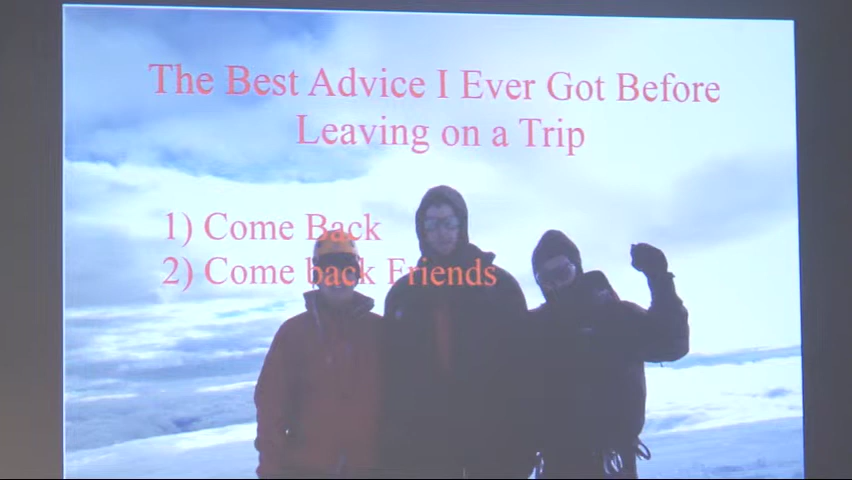 The Best Advice I Ever Got Before
Leaving on a Trip
1) Come Back
2) Come back Friends